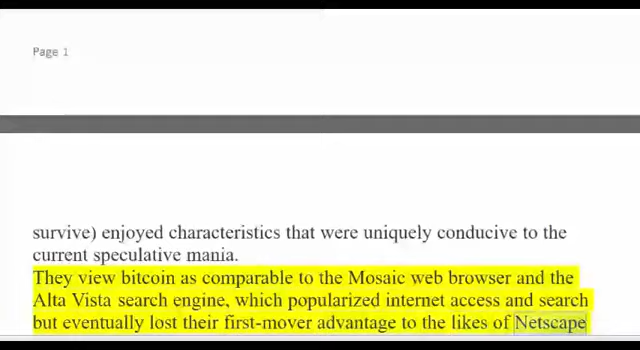 Page 1
survive) enjoyed characteristics that were uniquely conducive to the
current speculative mania.
They view bitcoin as comparable to the Mosaic web browser and the
Alta Vista search engine, which popularized internet access and search
but eventually lost their first-mover advantage to the likes of Netscape